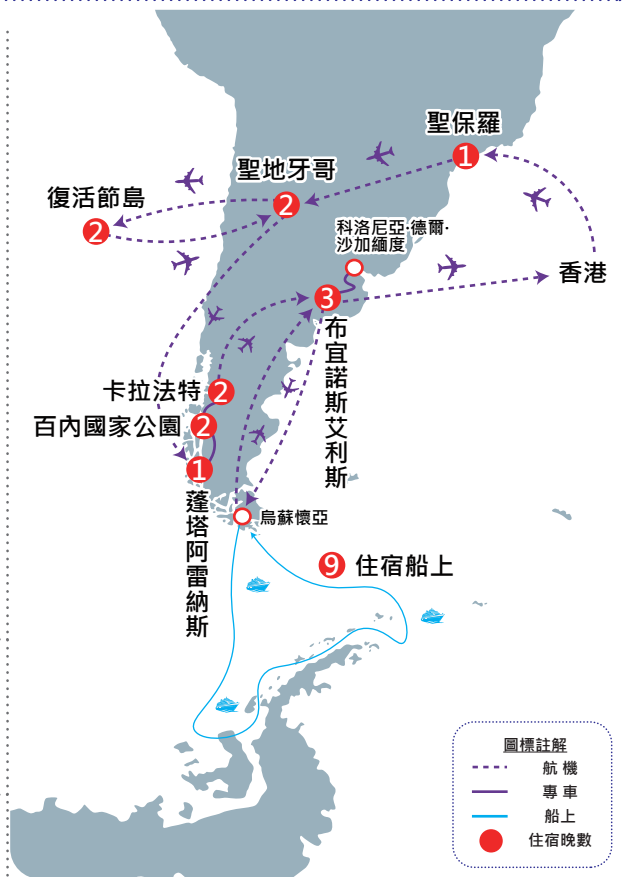 聖保羅
1
聖地牙哥
2
復活節島
2
科洛尼亞·德爾·
沙加緬度
香港
3
布宜諾斯艾利斯
卡拉法特
2
百內國家公園
2
1
蓬塔阿雷納斯
烏蘇懷亞
9 住宿船上
圖標註解
航機
專車
船上
住宿晚數